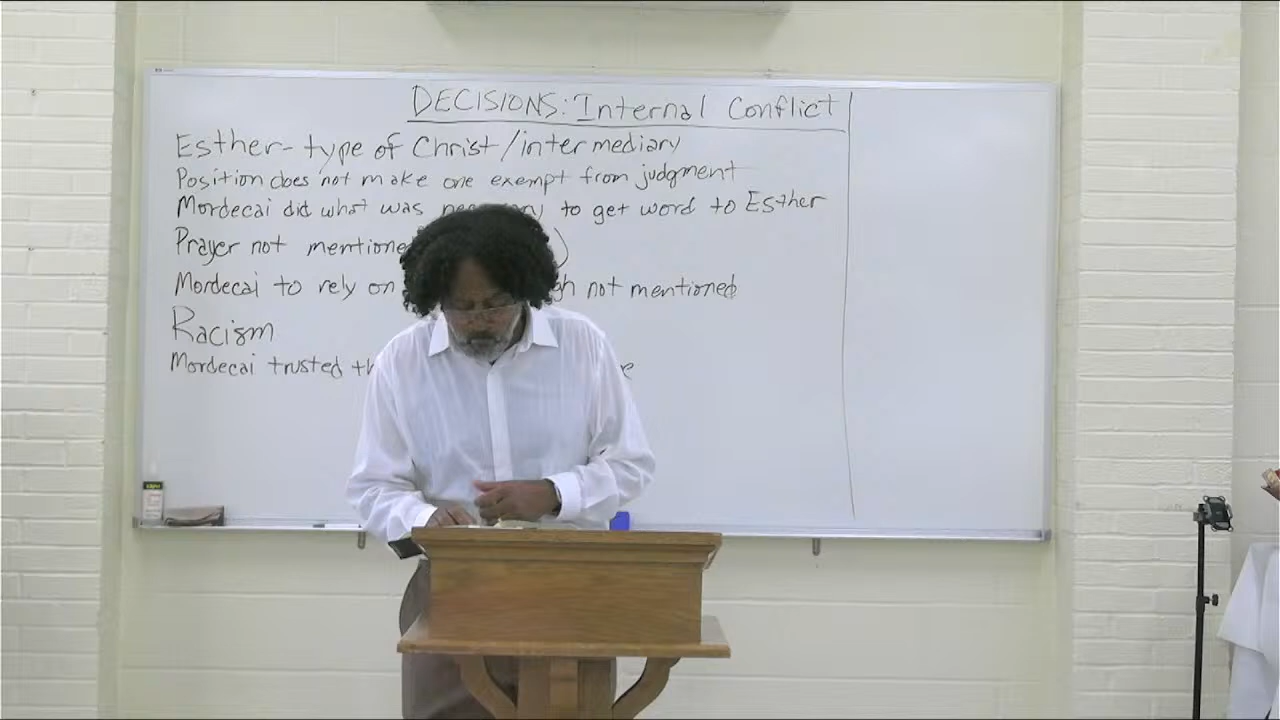 DECISIONS: Internal Conflict
Esther - type of Christ/intermediary
Position does not make one exempt from judgment
Mordecai did what was to get word to Esther
Prayer not )
Mordecai to rely on not mentioned
Racism
Mordecai trusted